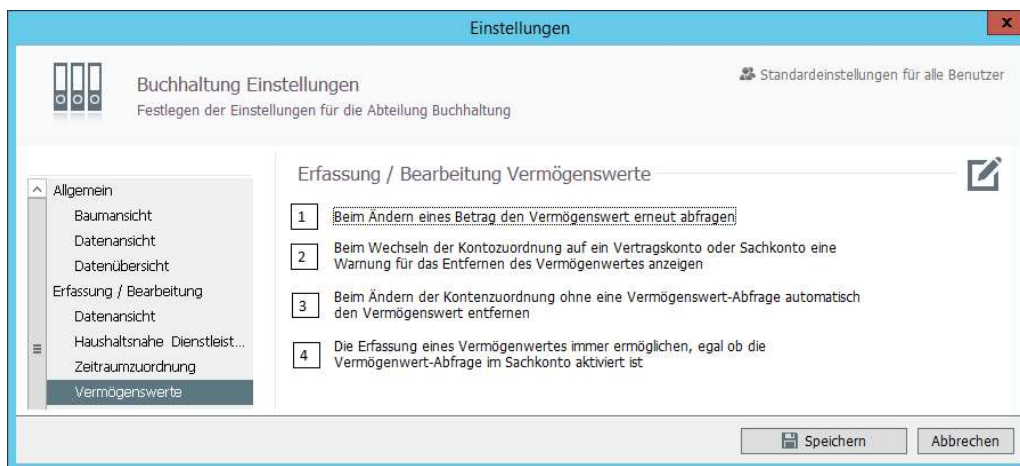 Einstellungen
x
Buchhaltung Einstellungen
Festlegen der Einstellungen für die Abteilung Buchhaltung
Standardeinstellungen für alle Benutzer
Allgemein
Baumansicht
Datenansicht
Datenübersicht
Erfassung / Bearbeitung
Datenansicht
Haushaltsnahe Dienstleist...
Zeitraumzuordnung
Vermögenswerte
Erfassung / Bearbeitung Vermögenswerte
1 Beim Ändern eines Betrag den Vermögenswert erneut abfragen
2 Beim Wechseln der Kontozuordnung auf ein Vertragskonto oder Sachkonto eine
Warnung für das Entfernen des Vermögenwertes anzeigen
3 Beim Ändern der Kontenzuordnung ohne eine Vermögenswert-Abfrage automatisch
den Vermögenswert entfernen
4 Die Erfassung eines Vermögenwertes immer ermöglichen, egal ob die
Vermögenwert-Abfrage im Sachkonto aktiviert ist
Speichern
Abbrechen